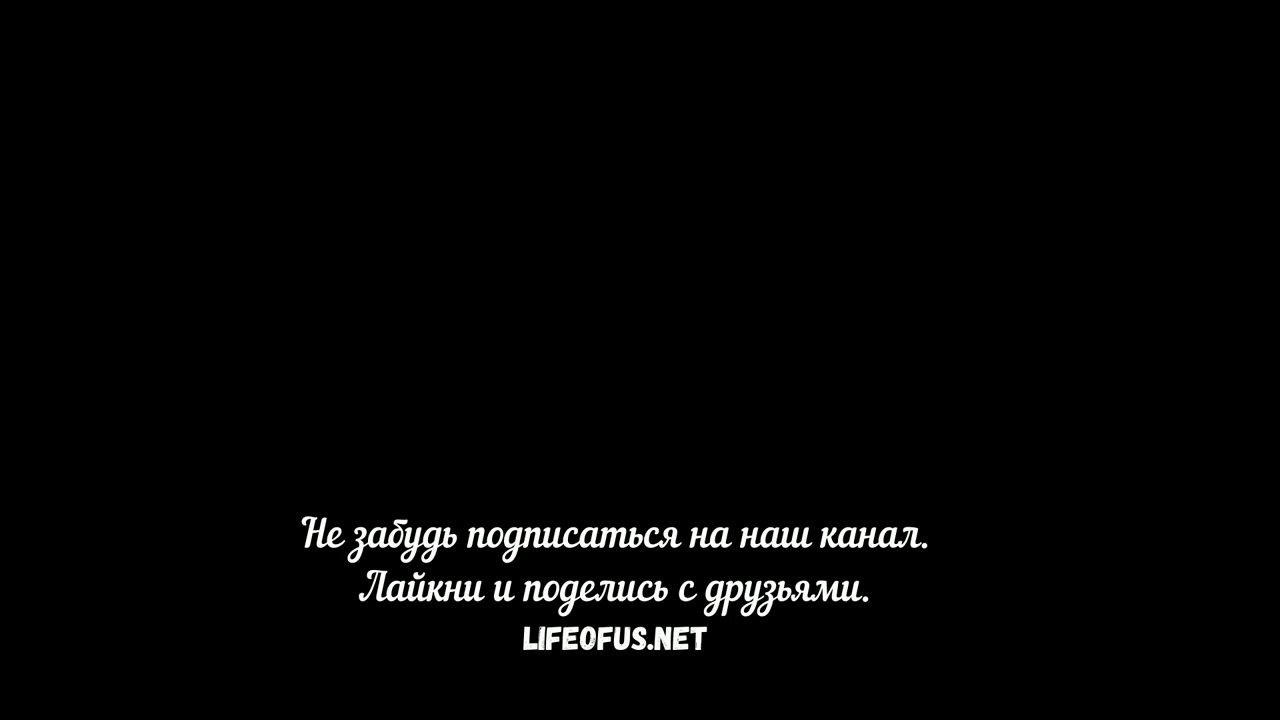 Не забудь подписаться на наш канал.
Лайкни и поделись с друзьями.
LIFEOFUS.NET